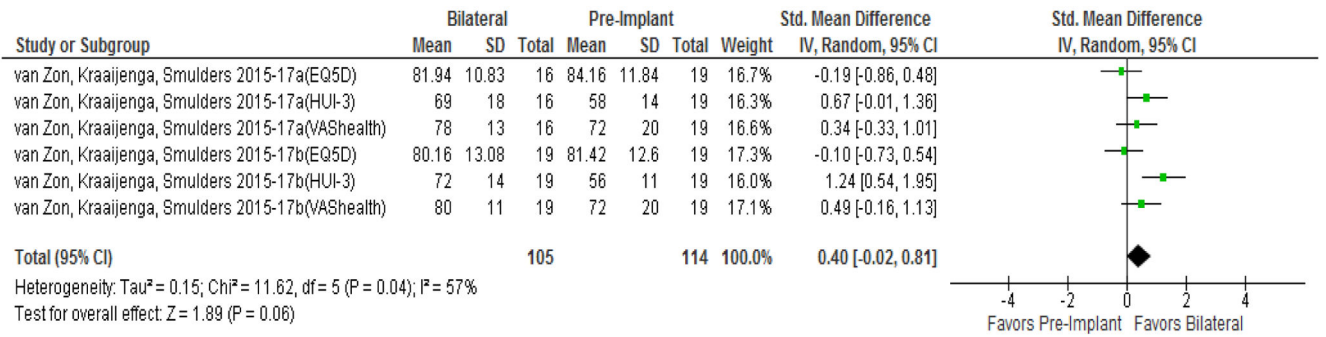 Bilateral Pre-Implant Std. Mean Difference Std. Mean Difference
Study or Subgroup Mean SD Total Mean SD Total Weight IV, Random, 95% CI IV, Random, 95% CI
van Zon, Kraaijenga, Smulders 2015-17a(EQ5D) 81.94 10.83 16 84.16 11.84 19 16.7% -0.19 [-0.86, 0.48]
van Zon, Kraaijenga, Smulders 2015-17a(HUI-3) 69 18 16 58 14 19 16.3% 0.67 [-0.01, 1.36]
van Zon, Kraaijenga, Smulders 2015-17a(VAShealth) 78 13 16 72 20 19 16.6% 0.34 [-0.33, 1.01]
van Zon, Kraaijenga, Smulders 2015-17b(EQ5D) 80.16 13.08 19 81.42 12.6 19 17.3% -0.10 [-0.73, 0.54]
van Zon, Kraaijenga, Smulders 2015-17b(HUI-3) 72 14 19 56 11 19 16.0% 1.24 [0.54, 1.95]
van Zon, Kraaijenga, Smulders 2015-17b(VAShealth) 80 11 19 72 20 19 17.1% 0.49 [-0.16, 1.13]
Total (95% CI) 105 114 100.0% 0.40 [-0.02, 0.81]
Heterogeneity: Tau² = 0.15; Chi² = 11.62, df = 5 (P = 0.04); I² = 57%
Test for overall effect: Z = 1.89 (P = 0.06)
-4 -2 0 2 4
Favors Pre-Implant Favors Bilateral